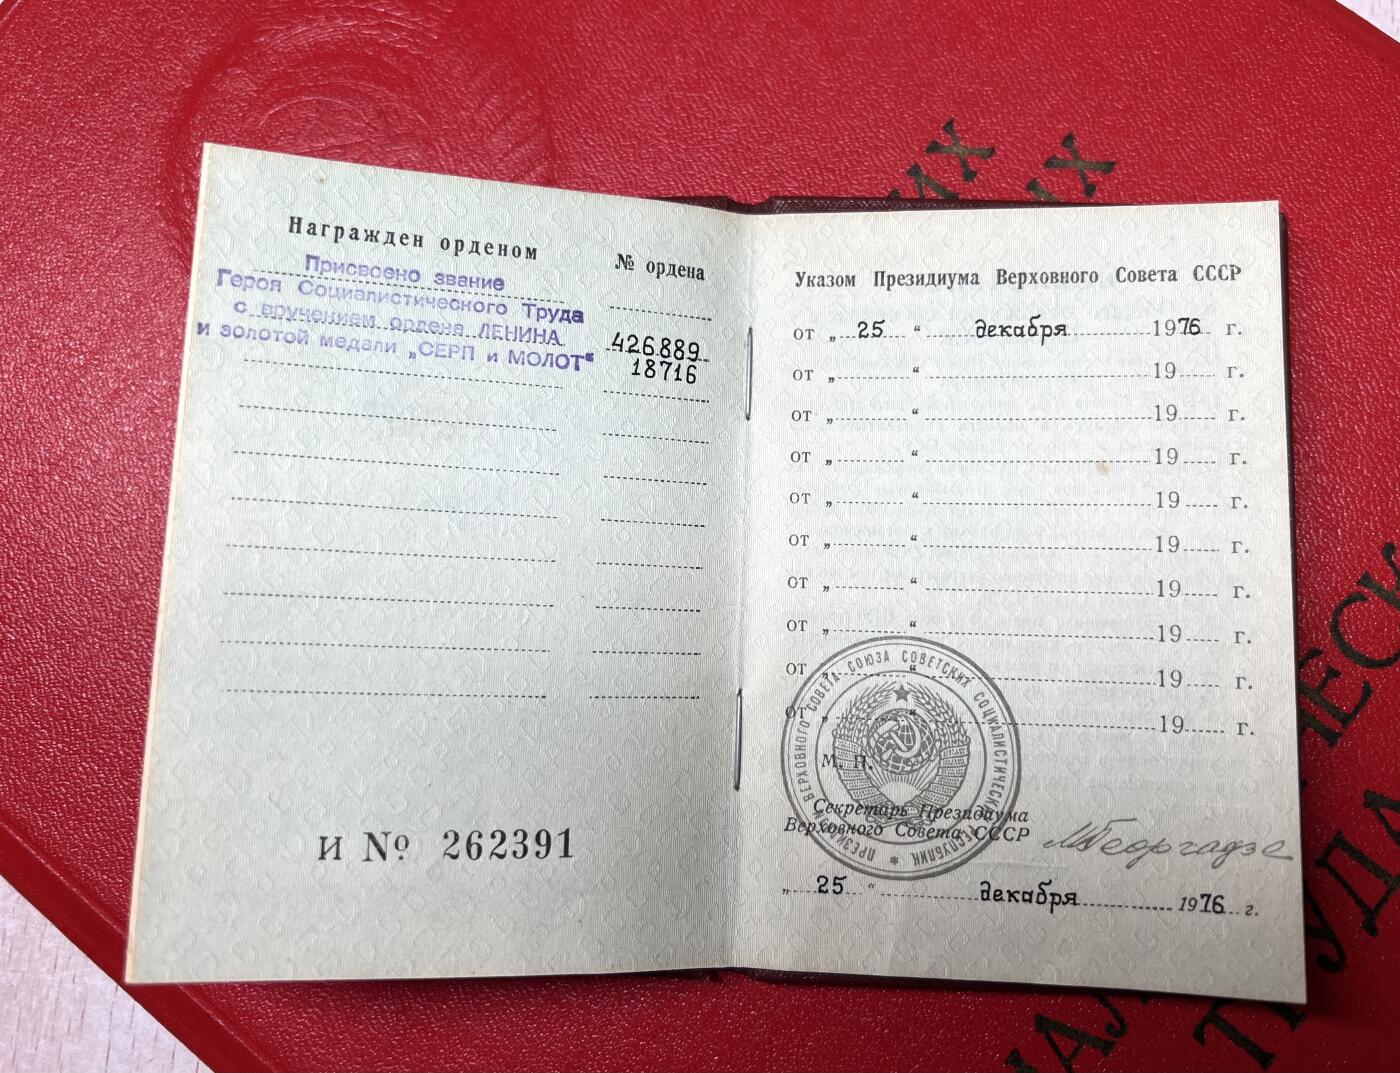 Награжден орденом
№ ордена
Присвоено звание
Героя Социалистического Труда
с вручением ордена ЛЕНИНА
426889
и золотой медали „СЕРП и МОЛОТ“
18716
И № 262391
Указом Президиума Верховного Совета СССР
от „ 25 “ декабря 1976 г.
от „ “ 19 г.
от „ “ 19 г.
от „ “ 19 г.
от „ “ 19 г.
от „ “ 19 г.
от „ “ 19 г.
от „ “ 19 г.
от „ “ 19 г.
от „ “ 19 г.
ПРЕЗИДИУМ ВЕРХОВНОГО СОВЕТА СОЮЗА СОВЕТСКИХ СОЦИАЛИСТИЧЕСКИХ РЕСПУБЛИК
М. П.
Секретарь Президиума
Верховного Совета СССР
МГеоргадзе
„ 25 “ декабря 1976 г.